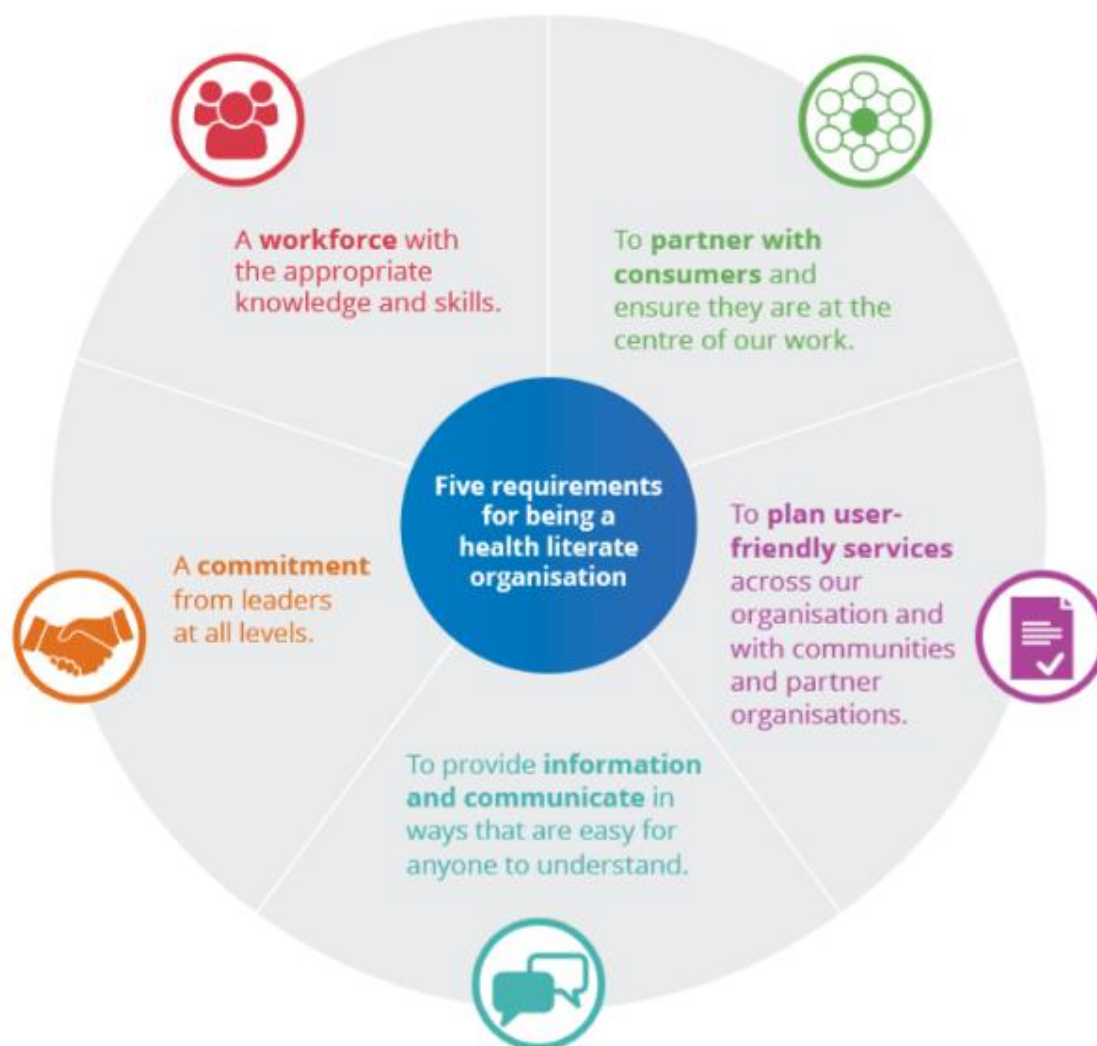 Five requirements
for being a
health literate
organisation
To partner with
consumers and
ensure they are at the
centre of our work.
To plan user-
friendly services
across our
organisation and
with communities
and partner
organisations.
To provide information
and communicate in
ways that are easy for
anyone to understand.
A commitment
from leaders
at all levels.
A workforce with
the appropriate
knowledge and skills.